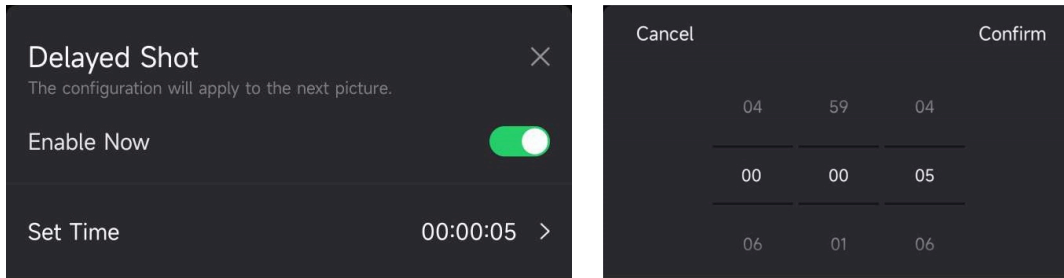 Delayed Shot
The configuration will apply to the next picture.
Enable Now
Set Time 00:00:05
Cancel Confirm
04 59 04
00 00 05
06 01 06